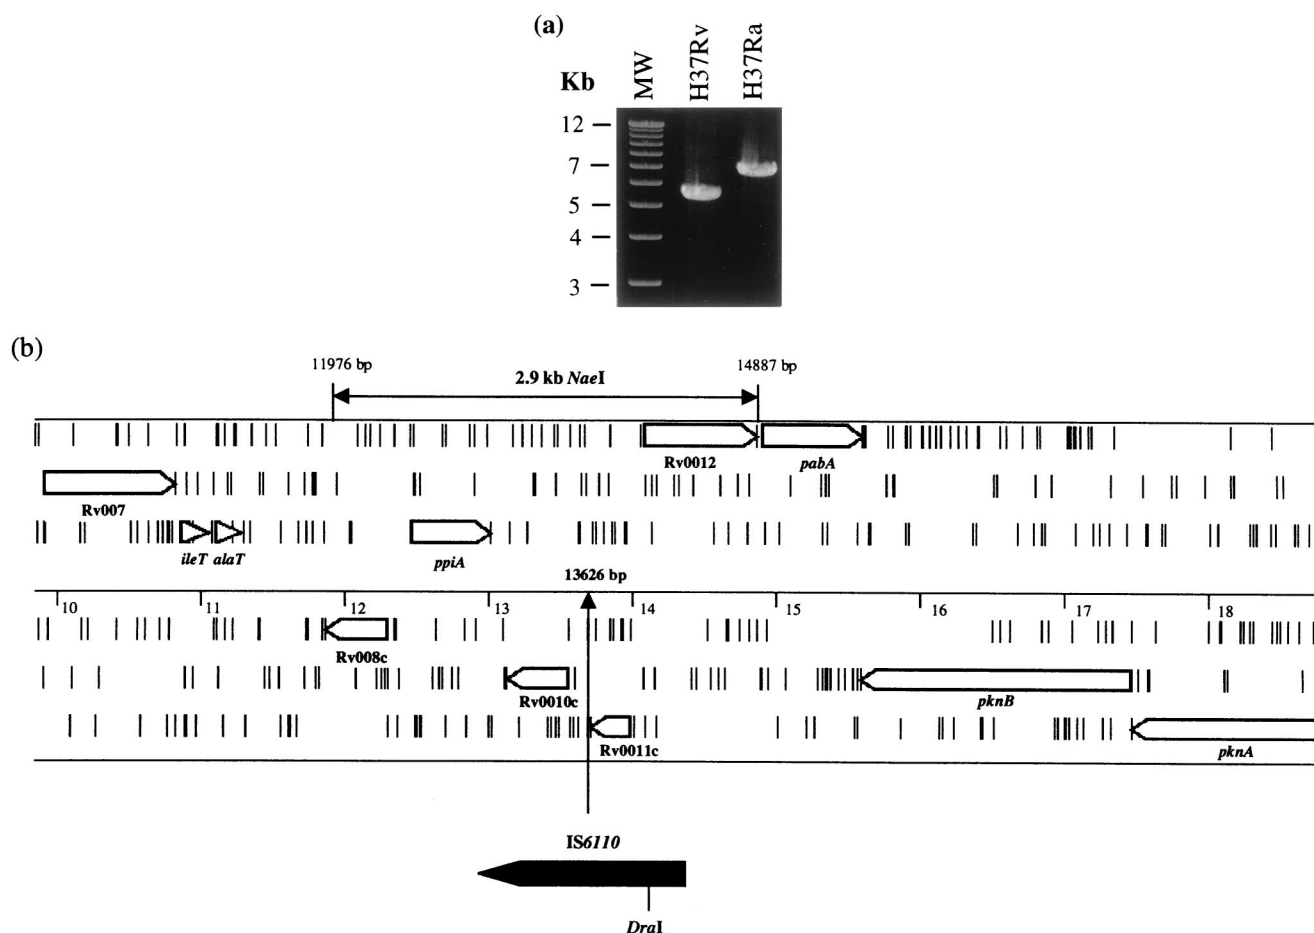 (a)
Kb
MW
H37Rv
H37Ra
12
7
5
4
3
(b)
11976 bp
14887 bp
2.9 kb NaeI
Rv0012
pabA
Rv007
ileT alaT
ppiA
13626 bp
10 11 12 13 14 15 16 17 18
Rv008c
Rv0010c
pknB
Rv0011c
pknA
IS6110
DraI